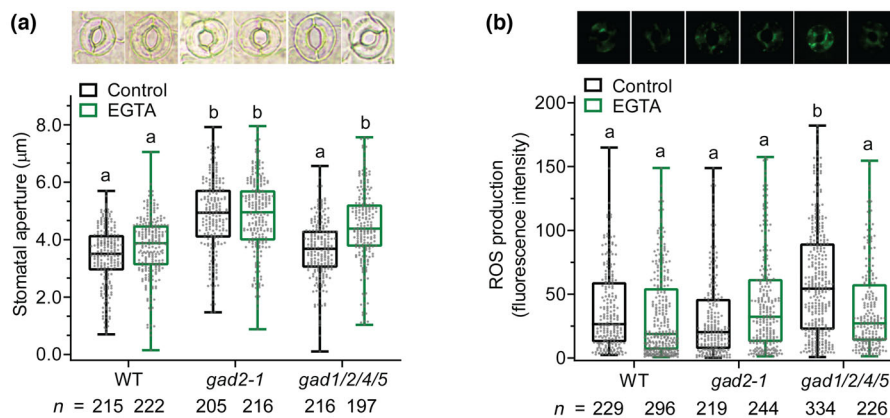 (a)
Control
EGTA
Stomatal aperture (μm)
8.0
6.0
4.0
2.0
0.0
a
a
b
b
a
b
WT
gad2-1
gad1/2/4/5
n = 215 222 205 216 216 197
(b)
Control
EGTA
ROS production
(fluorescence intensity)
200
150
100
50
0
a
a
a
a
b
a
WT
gad2-1
gad1/2/4/5
n = 229 296 219 244 334 226